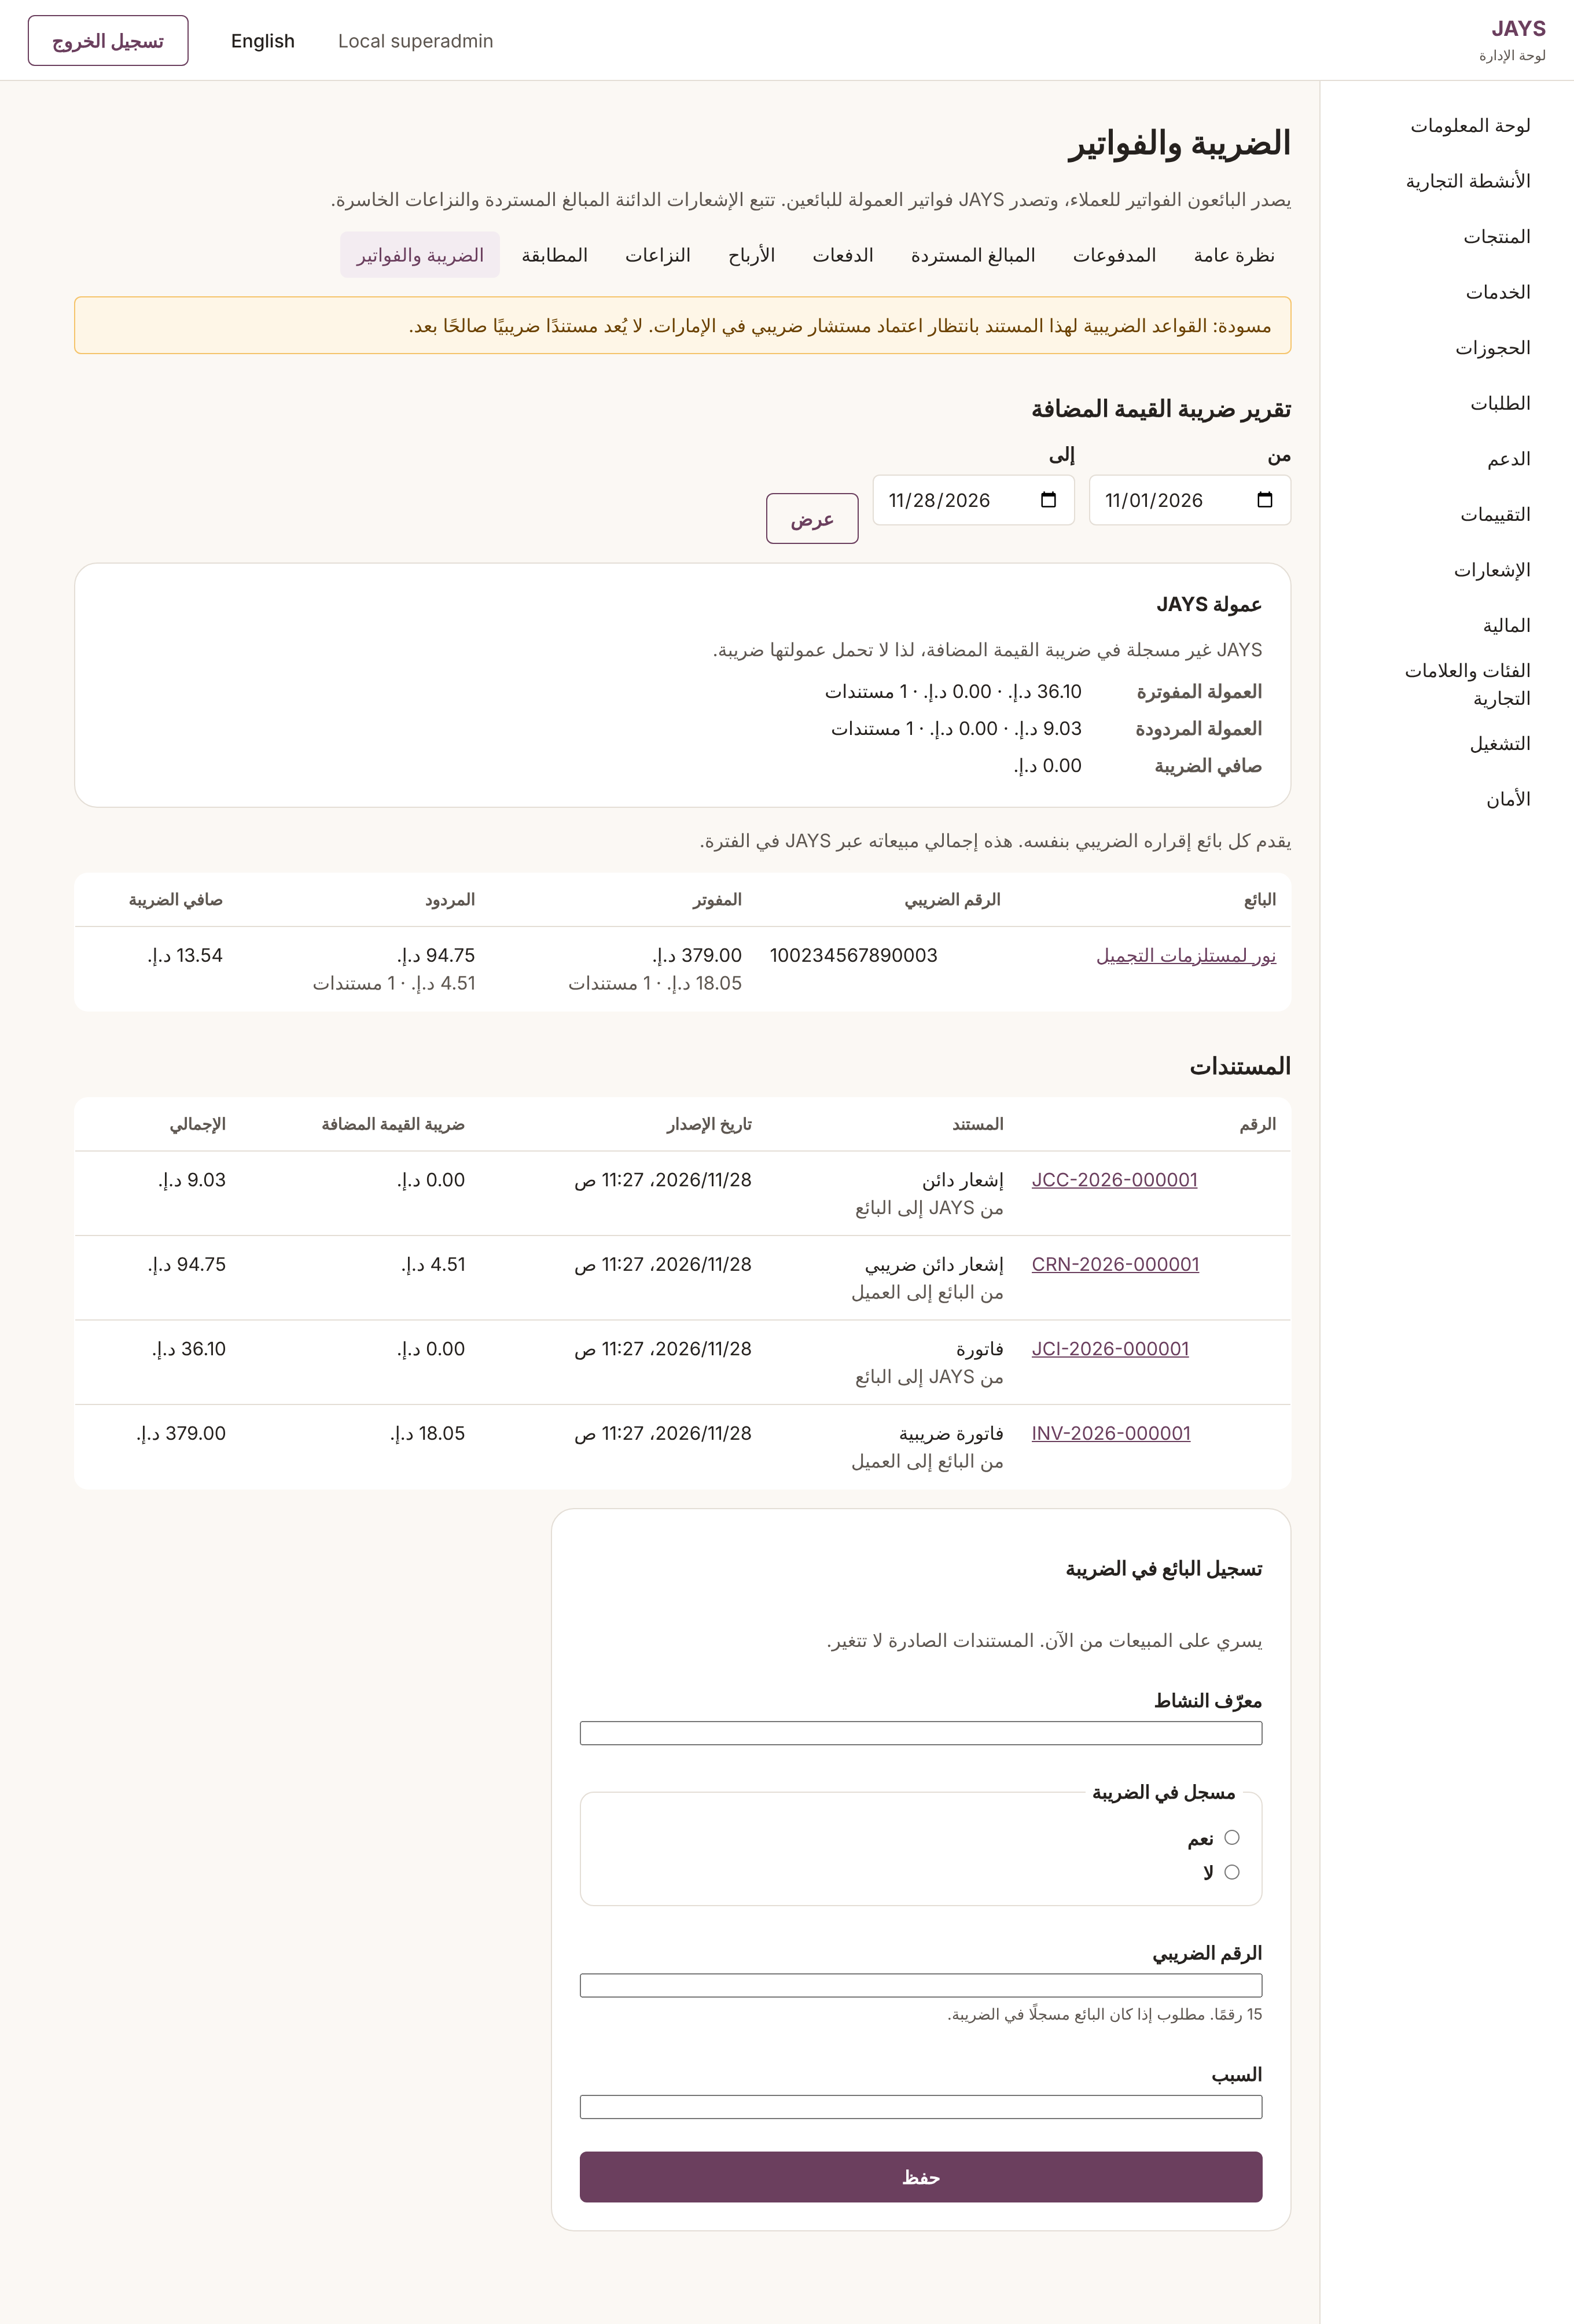 JAYS
لوحة الإدارة
Local superadmin
English
تسجيل الخروج
لوحة المعلومات
الأنشطة التجارية
المنتجات
الخدمات
الحجوزات
الطلبات
الدعم
التقييمات
الإشعارات
المالية
الفئات والعلامات
التجارية
التشغيل
الأمان
الضريبة والفواتير
يصدر البائعون الفواتير للعملاء، وتصدر JAYS فواتير العمولة للبائعين. تتبع الإشعارات الدائنة المبالغ المستردة والنزاعات الخاسرة.
نظرة عامة المدفوعات المبالغ المستردة الدفعات الأرباح النزاعات المطابقة الضريبة والفواتير
مسودة: القواعد الضريبية لهذا المستند بانتظار اعتماد مستشار ضريبي في الإمارات. لا يُعد مستندًا ضريبيًا صالحًا بعد.
تقرير ضريبة القيمة المضافة
من إلى
11/01/2026 11/28/2026 عرض
عمولة JAYS
JAYS غير مسجلة في ضريبة القيمة المضافة، لذا لا تحمل عمولتها ضريبة.
العمولة المفوترة 36.10 د.إ. · 0.00 د.إ. · 1 مستندات
العمولة المردودة 9.03 د.إ. · 0.00 د.إ. · 1 مستندات
صافي الضريبة 0.00 د.إ.
يقدم كل بائع إقراره الضريبي بنفسه. هذه إجمالي مبيعاته عبر JAYS في الفترة.
البائع الرقم الضريبي المفوتر المردود صافي الضريبة
نور لمستلزمات التجميل 100234567890003 379.00 د.إ. 94.75 د.إ. 13.54 د.إ.
18.05 د.إ. · 1 مستندات 4.51 د.إ. · 1 مستندات
المستندات
الرقم المستند تاريخ الإصدار ضريبة القيمة المضافة الإجمالي
JCC-2026-000001 إشعار دائن 2026/11/28، 11:27 ص 0.00 د.إ. 9.03 د.إ.
من JAYS إلى البائع
CRN-2026-000001 إشعار دائن ضريبي 2026/11/28، 11:27 ص 4.51 د.إ. 94.75 د.إ.
من البائع إلى العميل
JCI-2026-000001 فاتورة 2026/11/28، 11:27 ص 0.00 د.إ. 36.10 د.إ.
من JAYS إلى البائع
INV-2026-000001 فاتورة ضريبية 2026/11/28، 11:27 ص 18.05 د.إ. 379.00 د.إ.
من البائع إلى العميل
تسجيل البائع في الضريبة
يسري على المبيعات من الآن. المستندات الصادرة لا تتغير.
معرّف النشاط
مسجل في الضريبة
نعم
لا
الرقم الضريبي
15 رقمًا. مطلوب إذا كان البائع مسجلًا في الضريبة.
السبب
حفظ